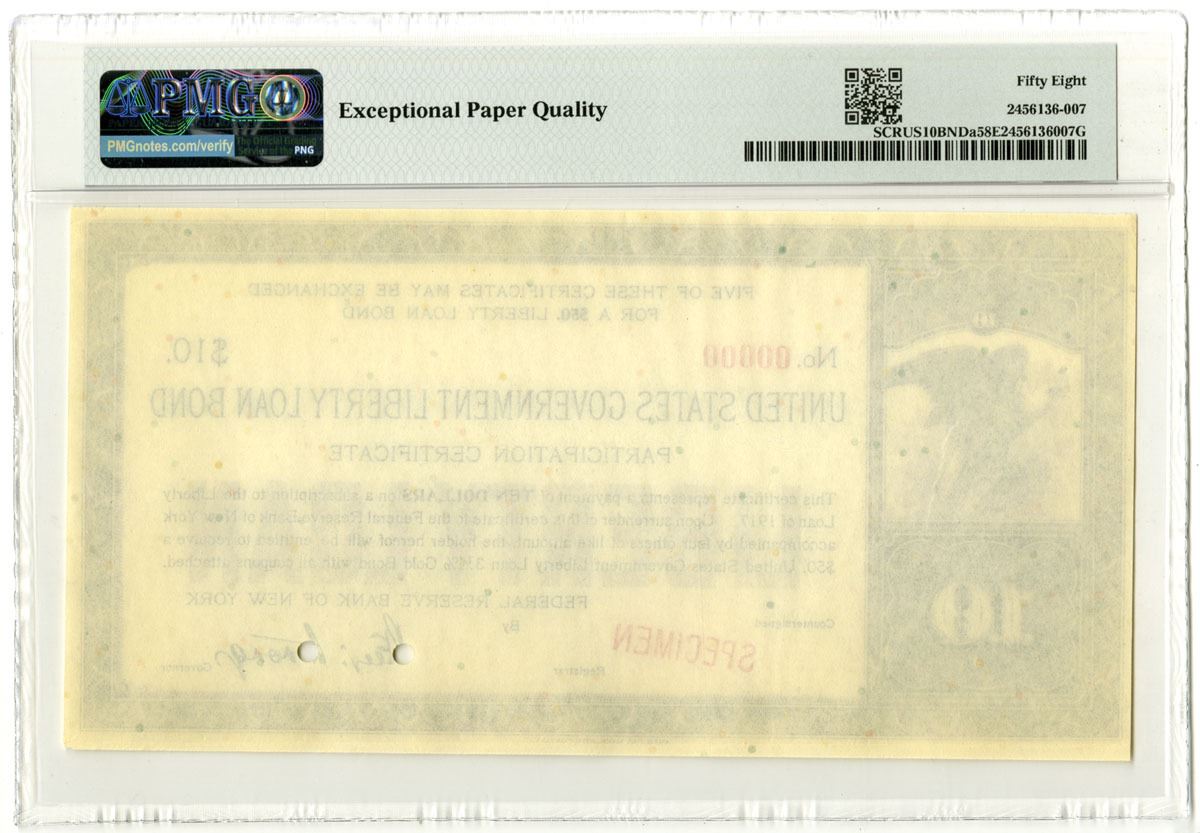 PMG
PMGnotes.com/verify
The Official Grading
Service of the PNG
Exceptional Paper Quality
Fifty Eight
2456136-007
SCRUS10BNDa58E2456136007G
FIVE OF THESE CERTIFICATES MAY BE EXCHANGED
FOR A $50. LIBERTY LOAN BOND
No. 00000 $10.
UNITED STATES GOVERNMENT LIBERTY LOAN BOND
"PARTICIPATION CERTIFICATE"
This certificate represents a payment of TEN DOLLARS on a subscription to the Liberty
Loan of 1917. Upon surrender of this certificate to the Federal Reserve Bank of New York
accompanied by four others of like amount, the holder hereof will be entitled to receive a
$50. United States Government Liberty Loan 3½% Gold Bond with all coupons attached.
FEDERAL RESERVE BANK OF NEW YORK
Countersigned
By
SPECIMEN
Registrar
Governor
10